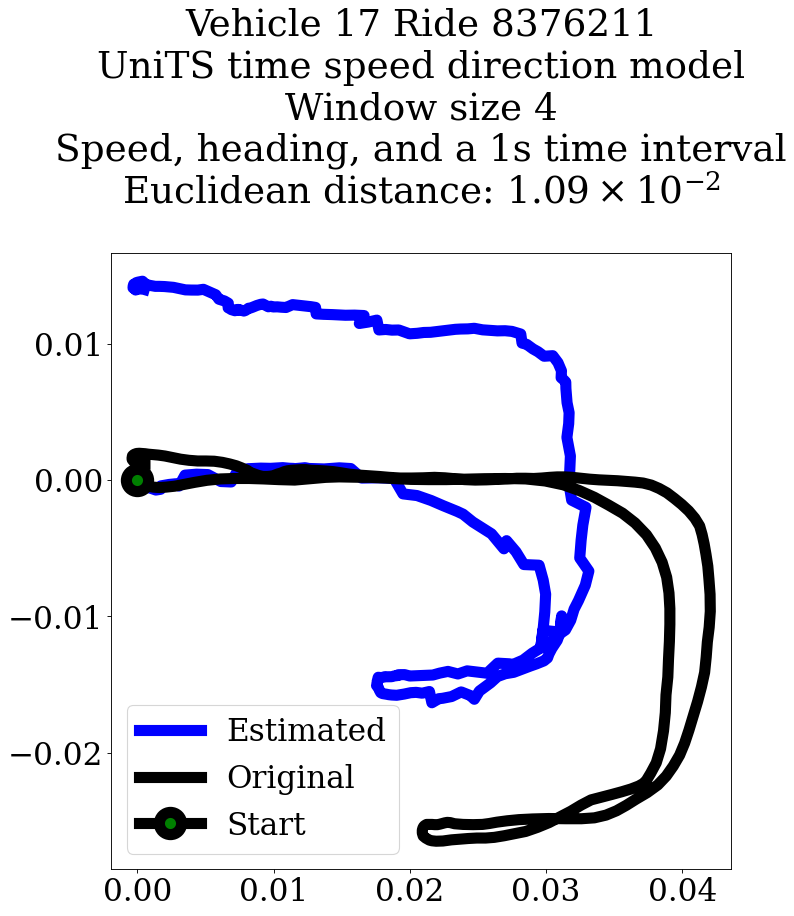 Vehicle 17 Ride 8376211
UniTS time speed direction model
Window size 4
Speed, heading, and a 1s time interval
Euclidean distance: $1.09 \times 10^{-2}$
0.01
0.00
−0.01
−0.02
Estimated
Original
Start
0.00 0.01 0.02 0.03 0.04